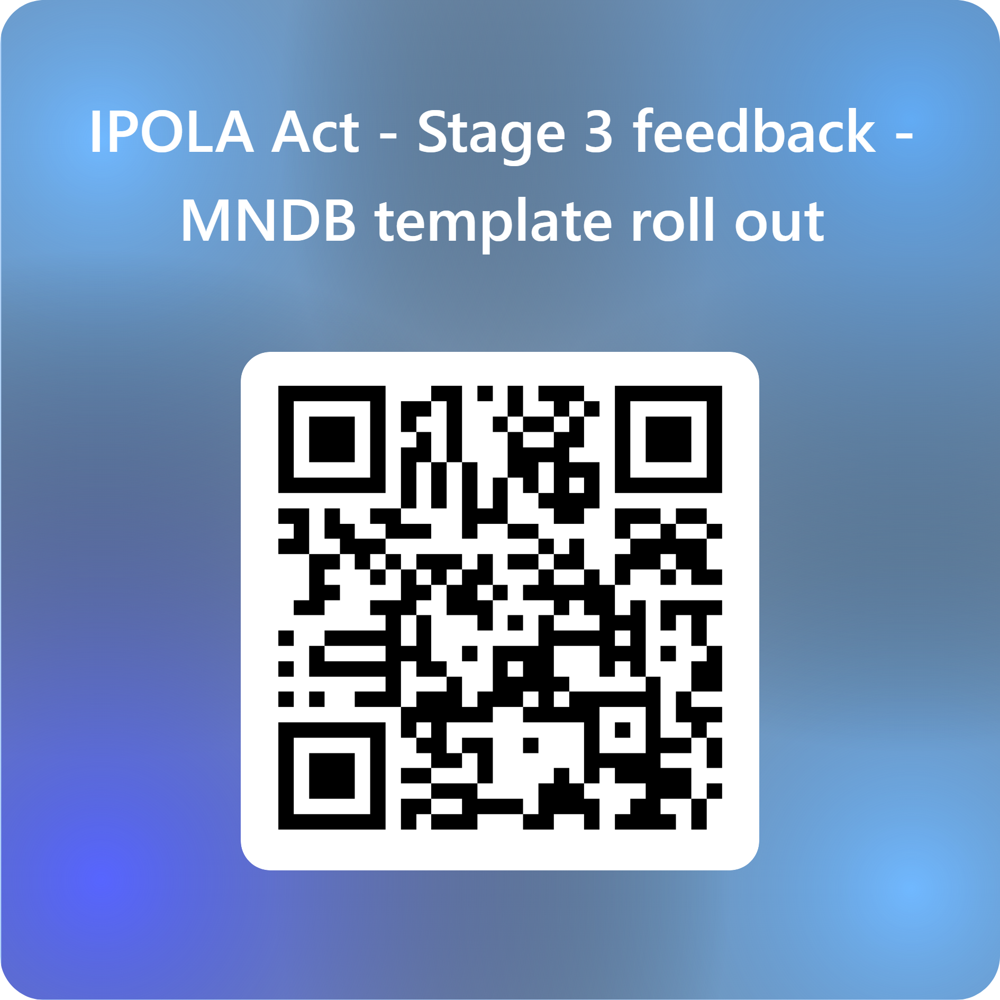 IPOLA Act - Stage 3 feedback -
MNDB template roll out